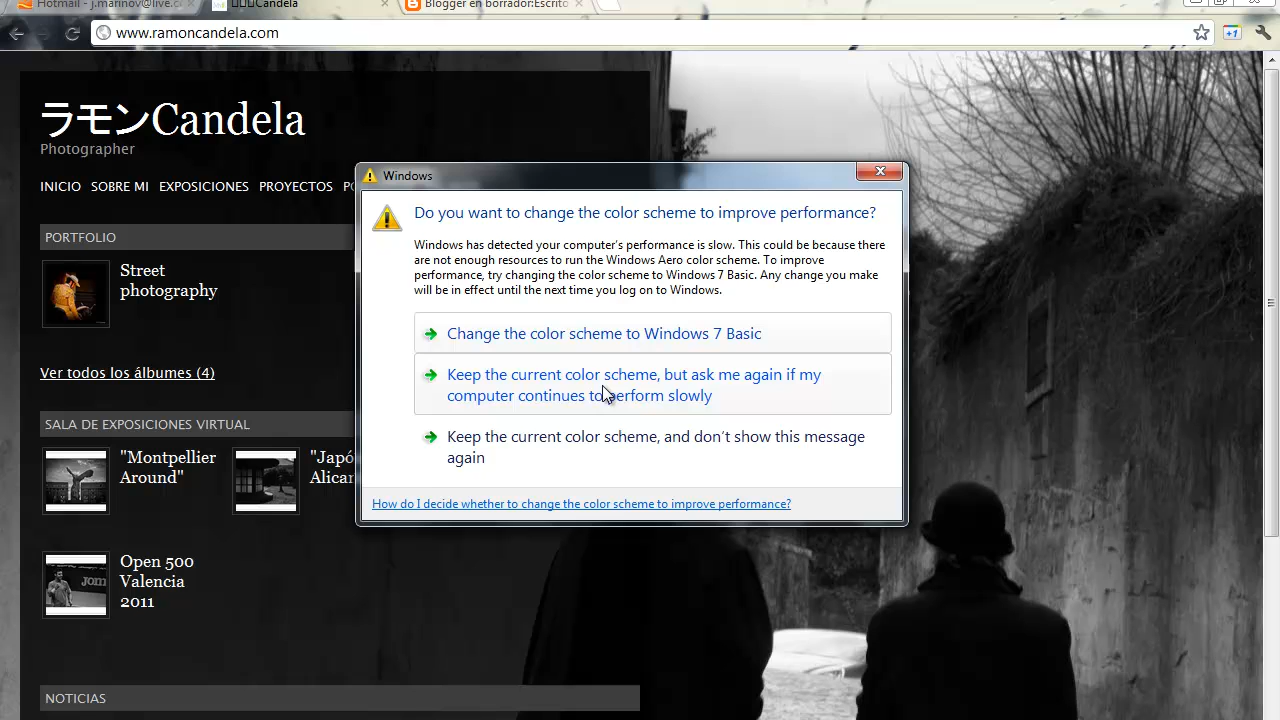 Hotmail - j.marinov@live.c
Candela
Blogger en borrador:Escrito
www.ramoncandela.com
+1
ラモンCandela
Photographer
INICIO SOBRE MI EXPOSICIONES PROYECTOS
PORTFOLIO
Street
photography
Ver todos los álbumes (4)
SALA DE EXPOSICIONES VIRTUAL
"Montpellier
Around"
"Japó
Alican
Open 500
Valencia
2011
NOTICIAS
Windows
Do you want to change the color scheme to improve performance?
Windows has detected your computer's performance is slow. This could be because there
are not enough resources to run the Windows Aero color scheme. To improve
performance, try changing the color scheme to Windows 7 Basic. Any change you make
will be in effect until the next time you log on to Windows.
Change the color scheme to Windows 7 Basic
Keep the current color scheme, but ask me again if my
computer continues to perform slowly
Keep the current color scheme, and don't show this message
again
How do I decide whether to change the color scheme to improve performance?